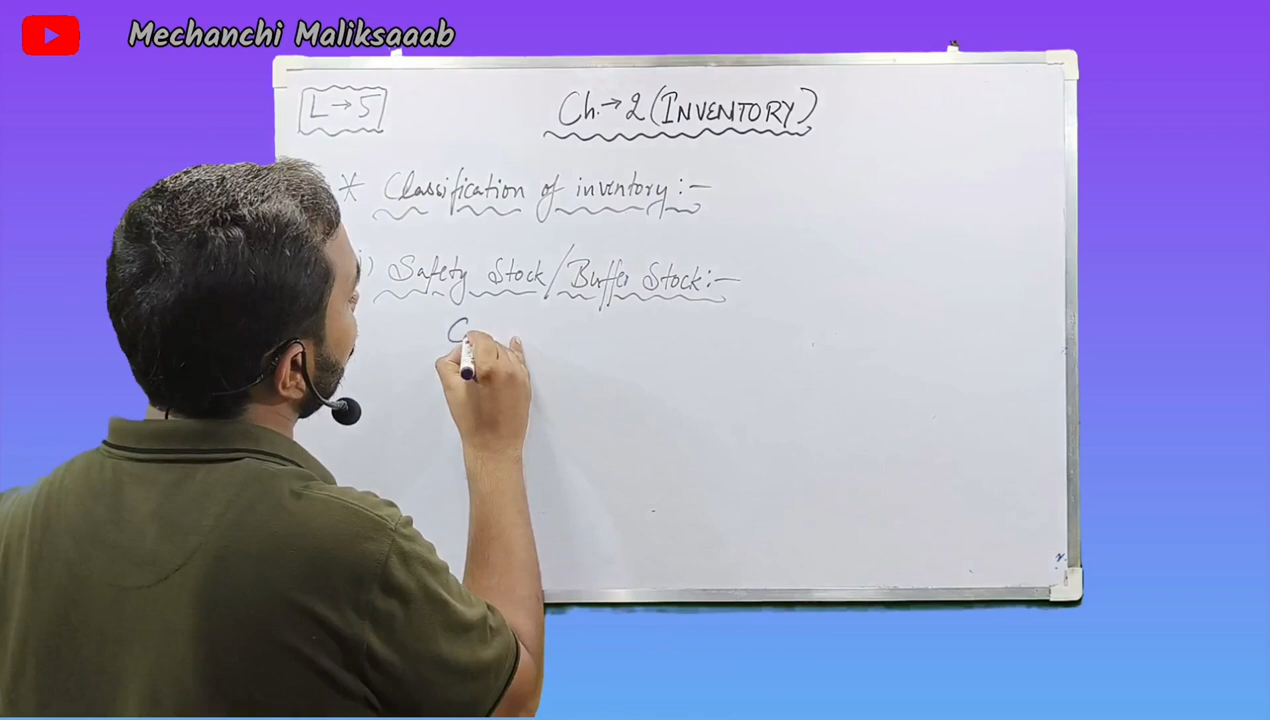 Mechanchi Maliksaaab
L → 5
Ch. → 2 (INVENTORY)
* Classification of inventory :-
i) Safety Stock/Buffer Stock :-
C